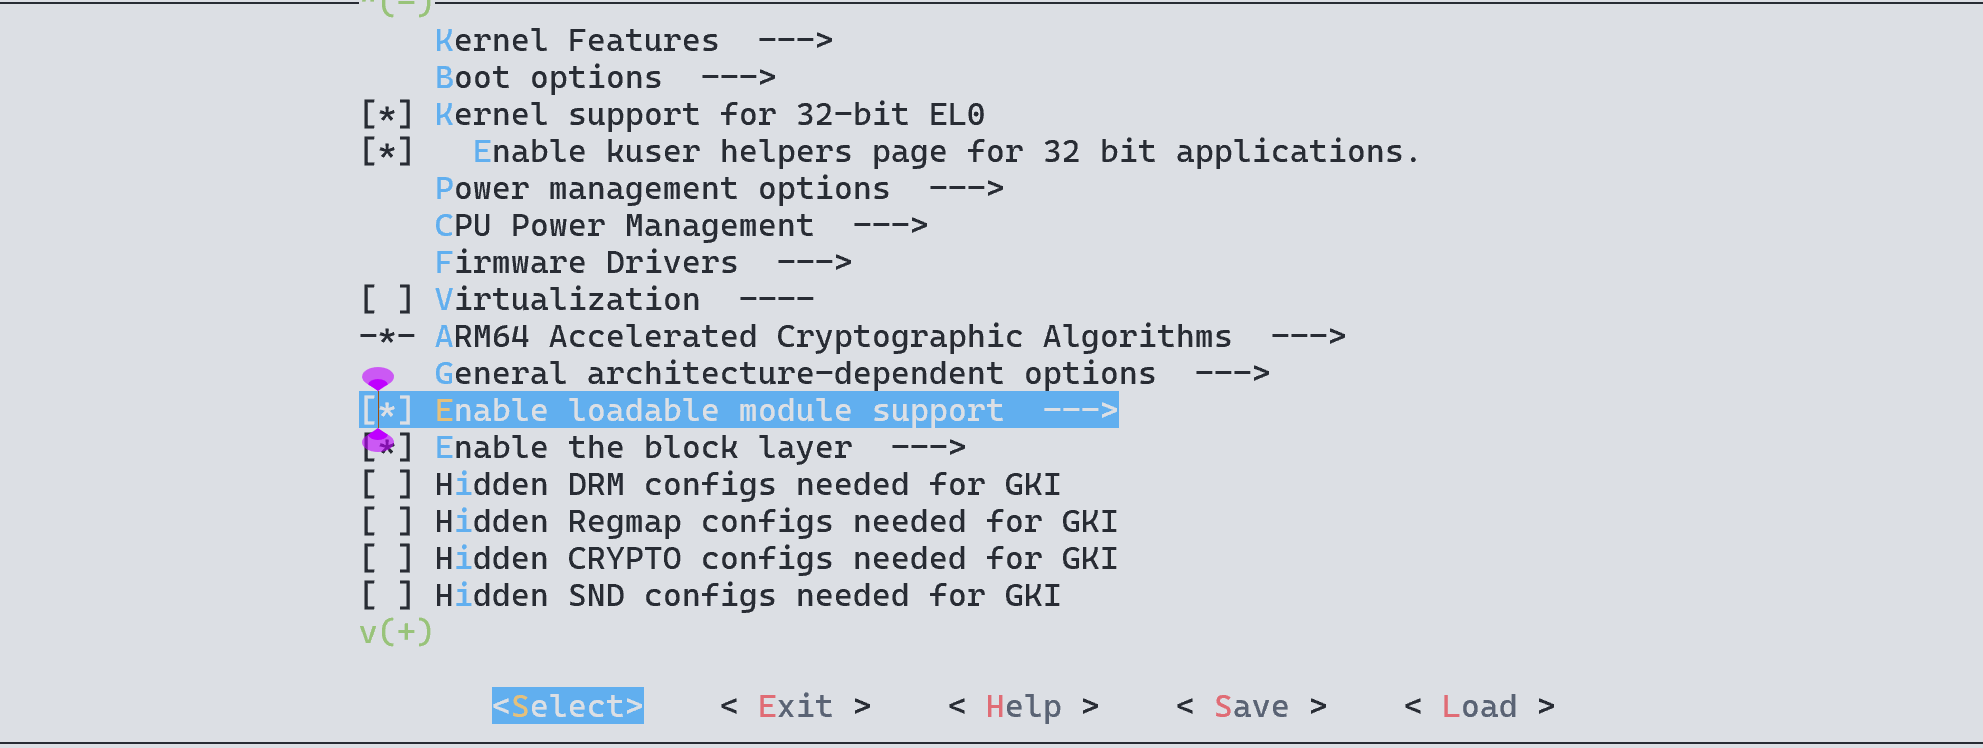 ^(-)
Kernel Features  --->
Boot options  --->
[*] Kernel support for 32-bit EL0
[*]   Enable kuser helpers page for 32 bit applications.
Power management options  --->
CPU Power Management  --->
Firmware Drivers  --->
[ ] Virtualization  ----
-*- ARM64 Accelerated Cryptographic Algorithms  --->
General architecture-dependent options  --->
[*] Enable loadable module support  --->
[*] Enable the block layer  --->
[ ] Hidden DRM configs needed for GKI
[ ] Hidden Regmap configs needed for GKI
[ ] Hidden CRYPTO configs needed for GKI
[ ] Hidden SND configs needed for GKI
v(+)
<Select>    < Exit >    < Help >    < Save >    < Load >